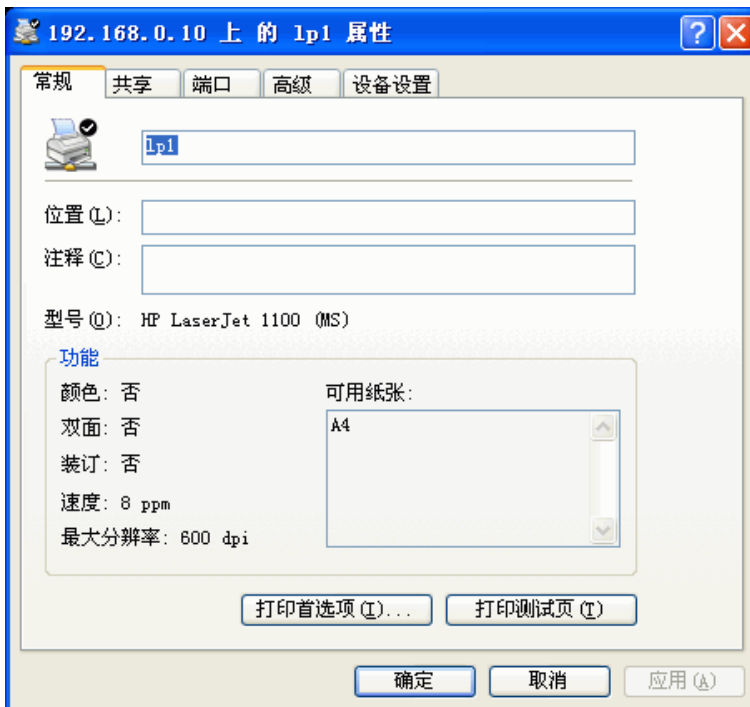 192.168.0.10 上 的 lp1 属性
常规 共享 端口 高级 设备设置
lp1
位置(L):
注释(C):
型号(O): HP LaserJet 1100 (MS)
功能
颜色: 否 可用纸张:
双面: 否 A4
装订: 否
速度: 8 ppm
最大分辨率: 600 dpi
打印首选项(I)... 打印测试页(T)
确定 取消 应用(A)